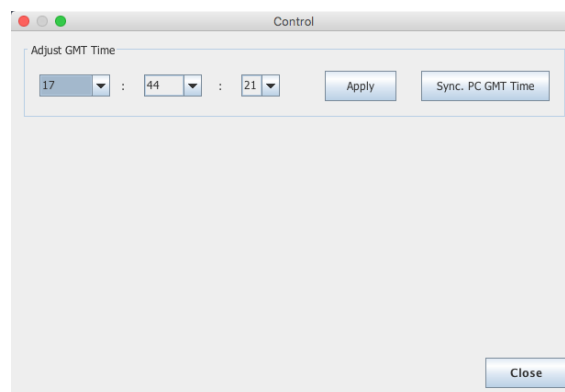 Control
Adjust GMT Time
17 : 44 : 21 Apply Sync. PC GMT Time
Close